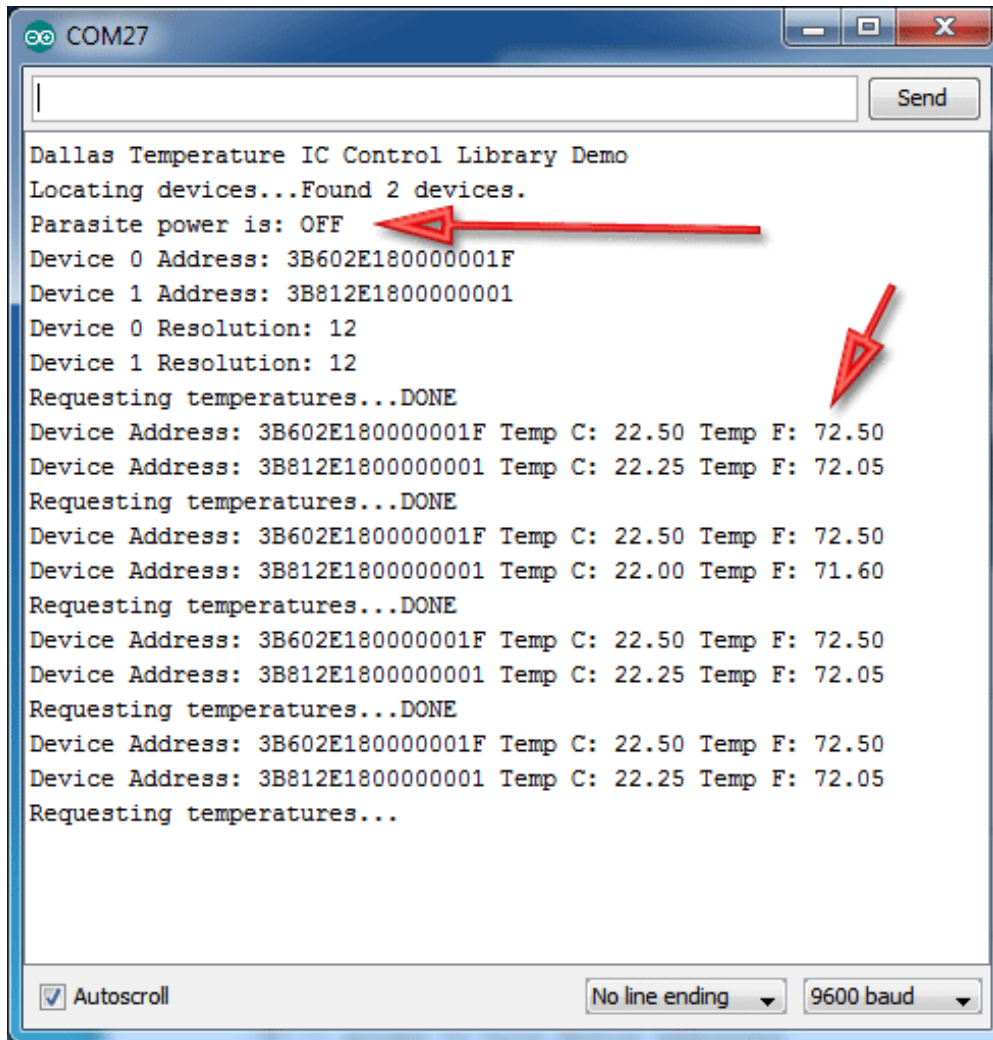 COM27
Send
Dallas Temperature IC Control Library Demo
Locating devices...Found 2 devices.
Parasite power is: OFF
Device 0 Address: 3B602E180000001F
Device 1 Address: 3B812E1800000001
Device 0 Resolution: 12
Device 1 Resolution: 12
Requesting temperatures...DONE
Device Address: 3B602E180000001F Temp C: 22.50 Temp F: 72.50
Device Address: 3B812E1800000001 Temp C: 22.25 Temp F: 72.05
Requesting temperatures...DONE
Device Address: 3B602E180000001F Temp C: 22.50 Temp F: 72.50
Device Address: 3B812E1800000001 Temp C: 22.00 Temp F: 71.60
Requesting temperatures...DONE
Device Address: 3B602E180000001F Temp C: 22.50 Temp F: 72.50
Device Address: 3B812E1800000001 Temp C: 22.25 Temp F: 72.05
Requesting temperatures...DONE
Device Address: 3B602E180000001F Temp C: 22.50 Temp F: 72.50
Device Address: 3B812E1800000001 Temp C: 22.25 Temp F: 72.05
Requesting temperatures...
Autoscroll No line ending 9600 baud